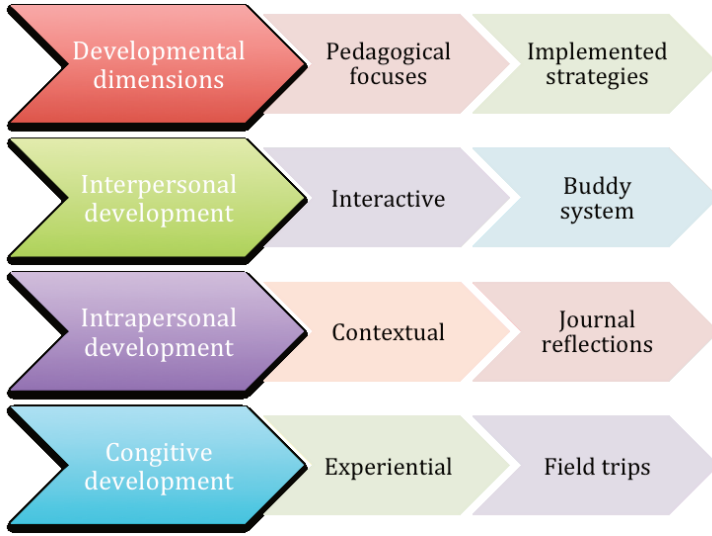 Developmental
dimensions
Pedagogical
focuses
Implemented
strategies
Interpersonal
development
Interactive
Buddy
system
Intrapersonal
development
Contextual
Journal
reflections
Congitive
development
Experiential
Field trips